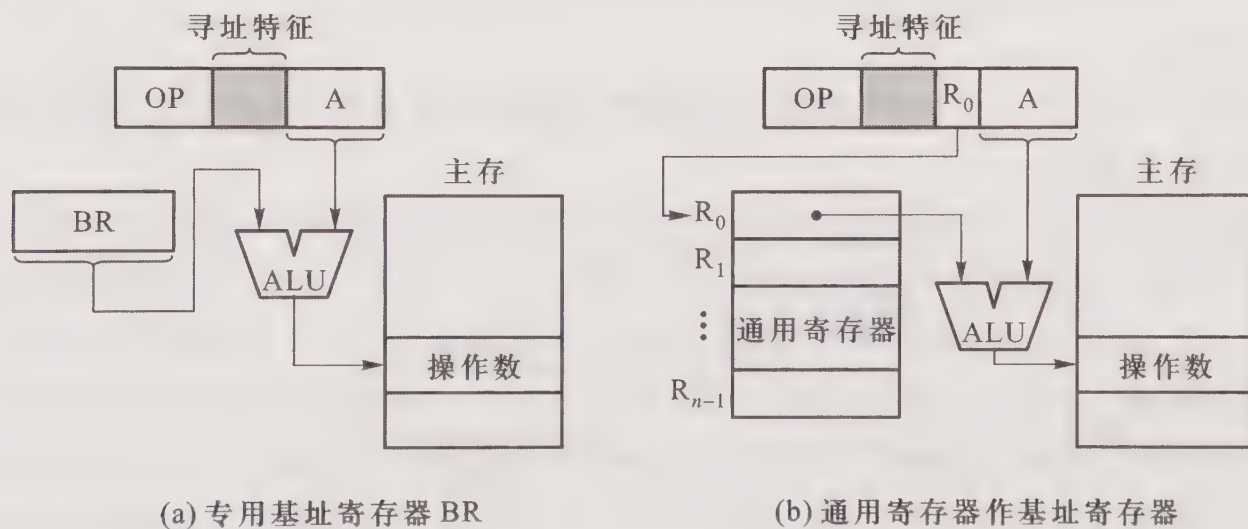 寻址特征
OP A
BR
ALU
主存
操作数
(a) 专用基址寄存器 BR
寻址特征
OP R₀ A
R₀
R₁
⋮
通用寄存器
Rₙ₋₁
ALU
主存
操作数
(b) 通用寄存器作基址寄存器